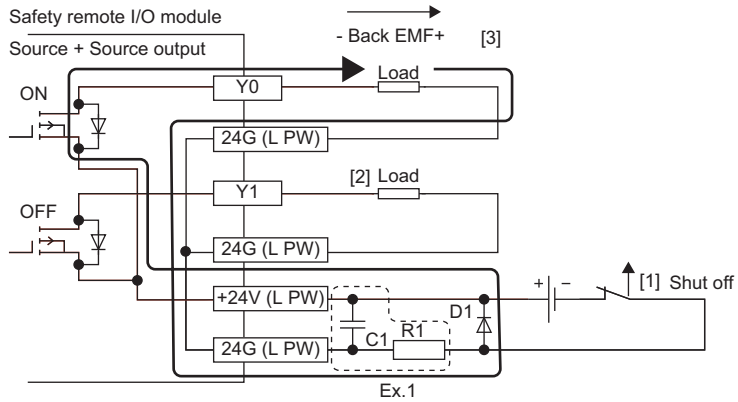 Safety remote I/O module
Source + Source output
- Back EMF+
[3]
Load
ON
Y0
24G (L PW)
[2] Load
Y1
OFF
24G (L PW)
+24V (L PW)
+ −
[1] Shut off
D1
C1
R1
24G (L PW)
Ex.1